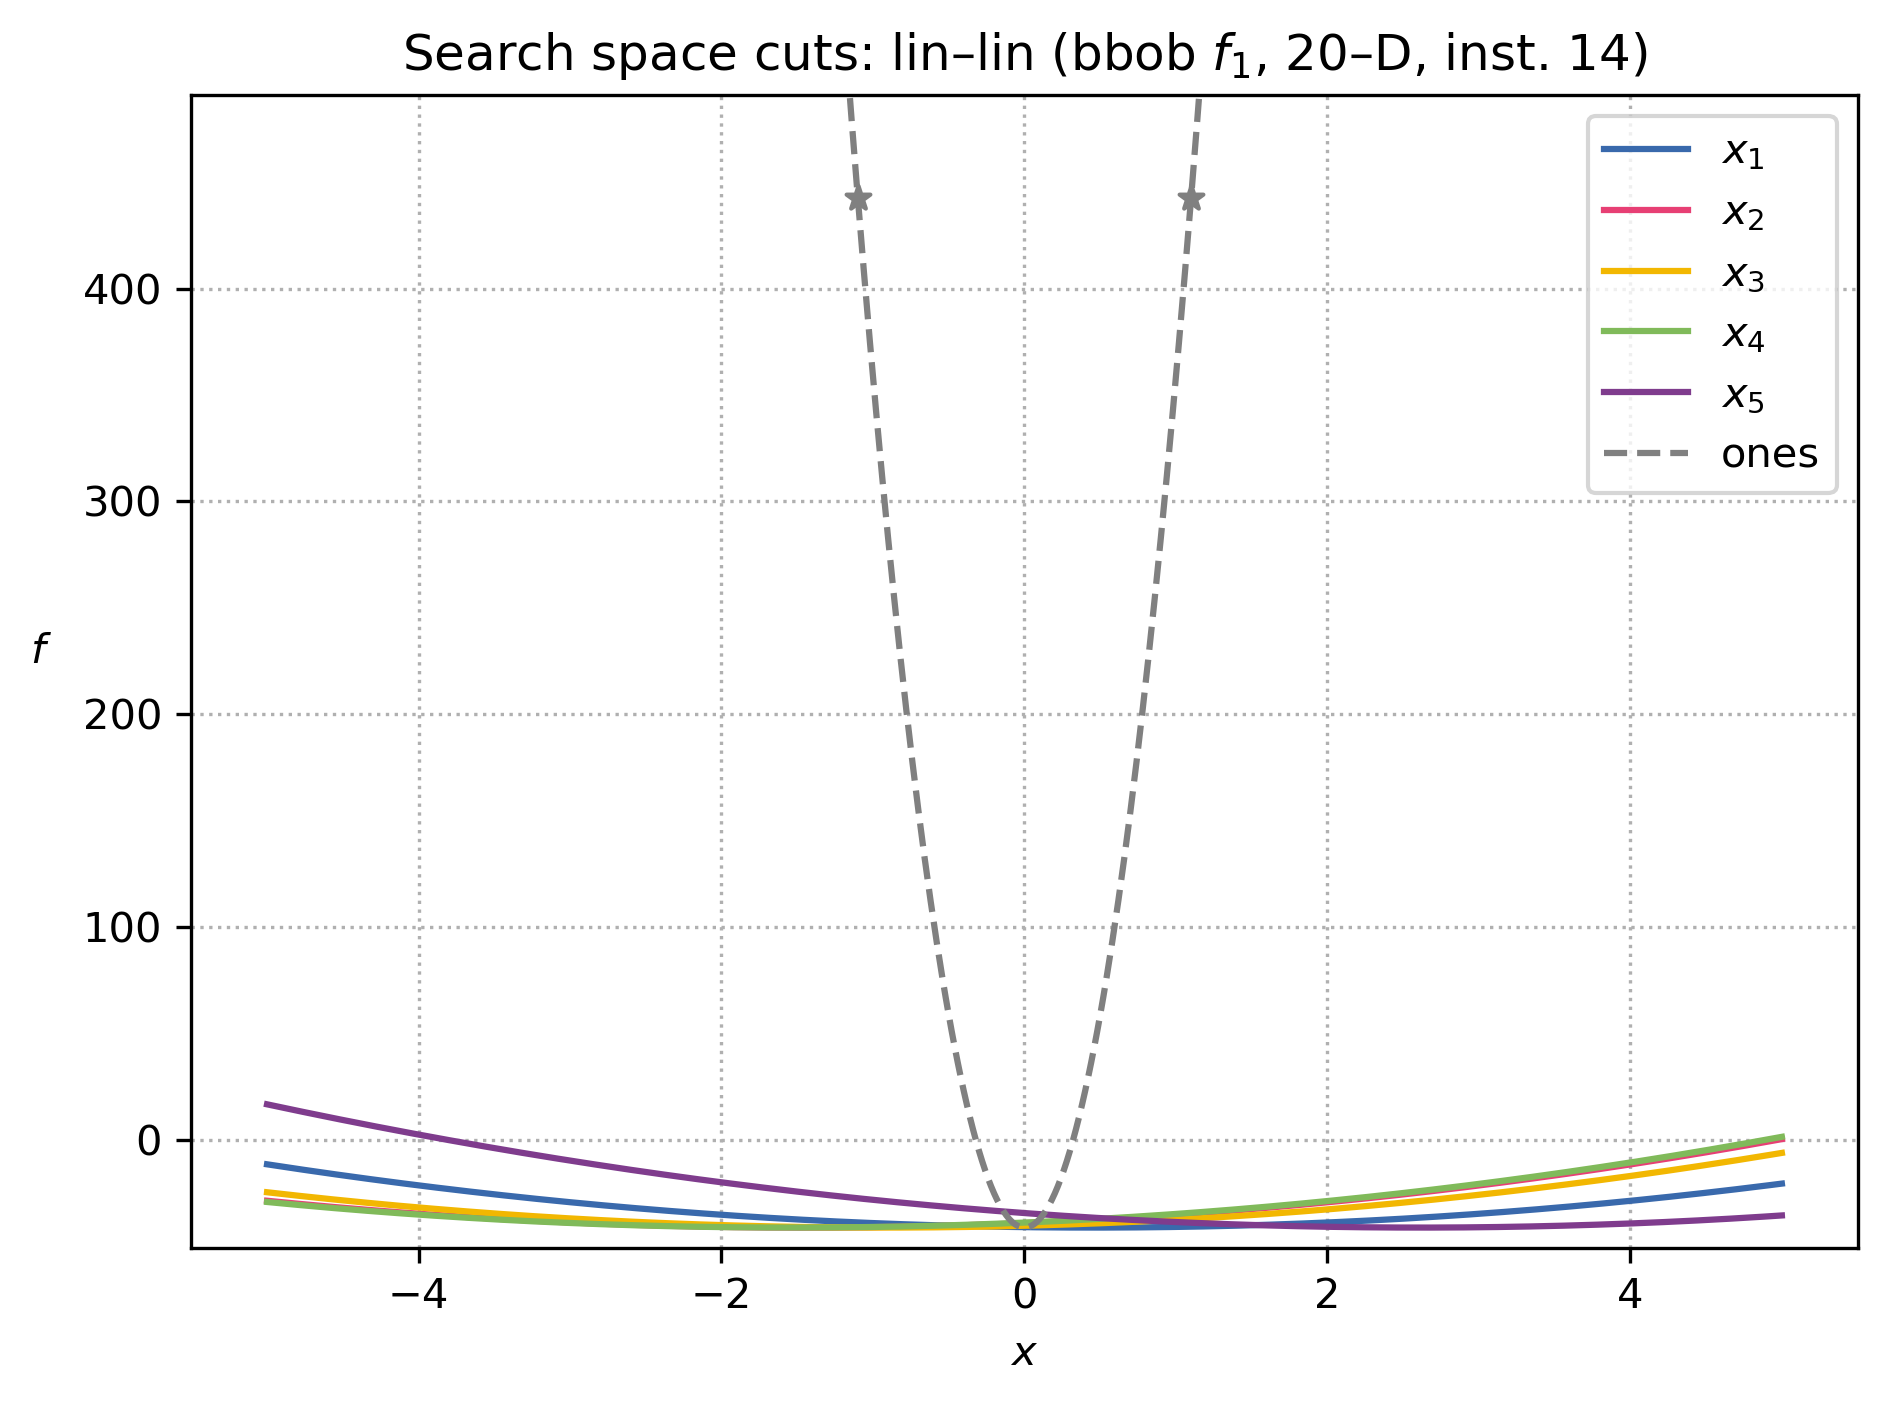 Search space cuts: lin–lin (bbob f₁, 20–D, inst. 14)
x₁
x₂
x₃
x₄
x₅
ones
400
300
200
100
0
f
−4
−2
0
2
4
x